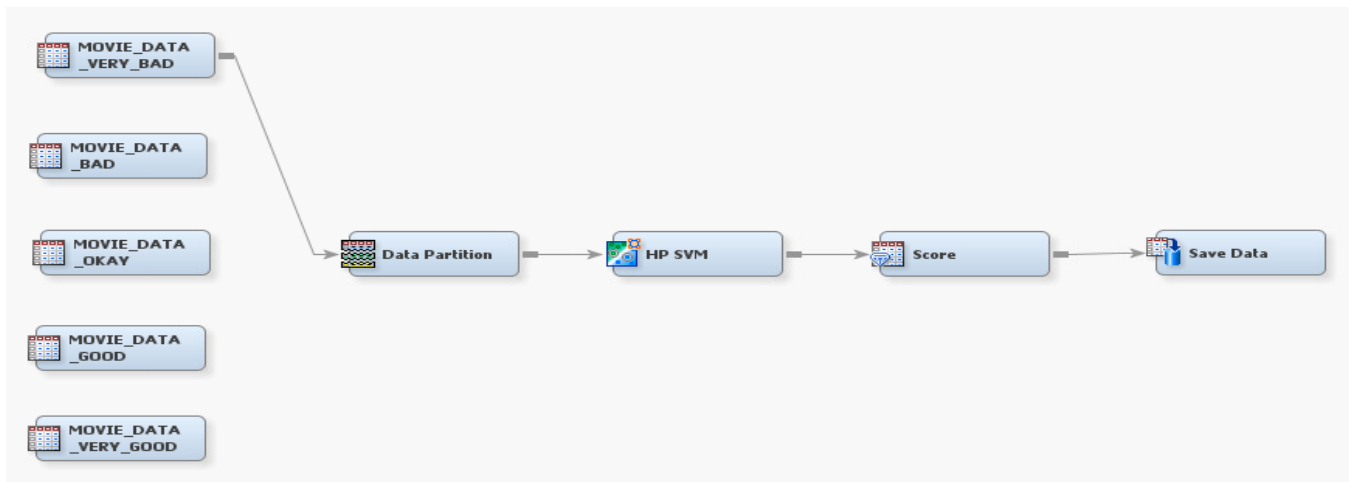 MOVIE_DATA
_VERY_BAD
MOVIE_DATA
_BAD
MOVIE_DATA
_OKAY
Data Partition
HP SVM
Score
Save Data
MOVIE_DATA
_GOOD
MOVIE_DATA
_VERY_GOOD